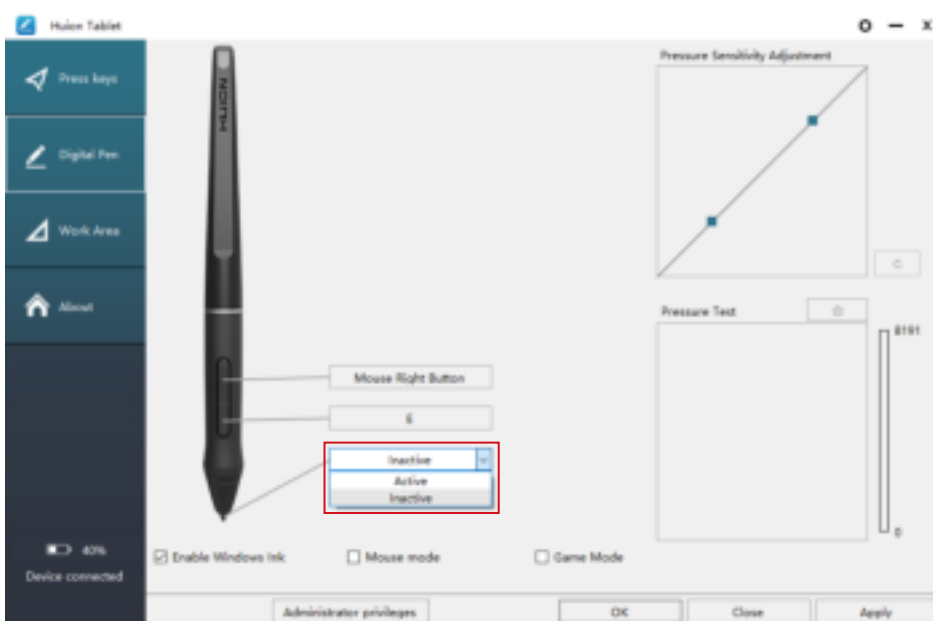 Huion Tablet
Press keys
Digital Pen
Work Area
About
40%
Device connected
HUION
Mouse Right Button
Inactive
Active
Inactive
Enable Windows Ink
Mouse mode
Game Mode
Pressure Sensitivity Adjustment
Pressure Test
8191
0
Administrator privileges
OK
Close
Apply